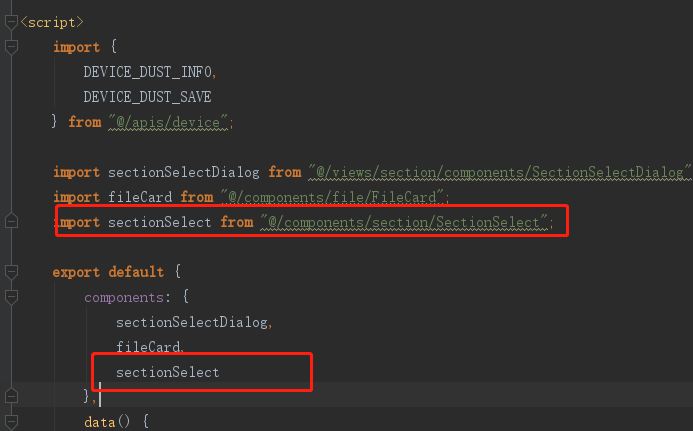 <script>
import {
DEVICE_DUST_INFO,
DEVICE_DUST_SAVE
} from "@/apis/device";
import sectionSelectDialog from "@/views/section/components/SectionSelectDialog"
import fileCard from "@/components/file/FileCard";
import sectionSelect from "@/components/section/SectionSelect";
export default {
components: {
sectionSelectDialog,
fileCard,
sectionSelect
},
data() {